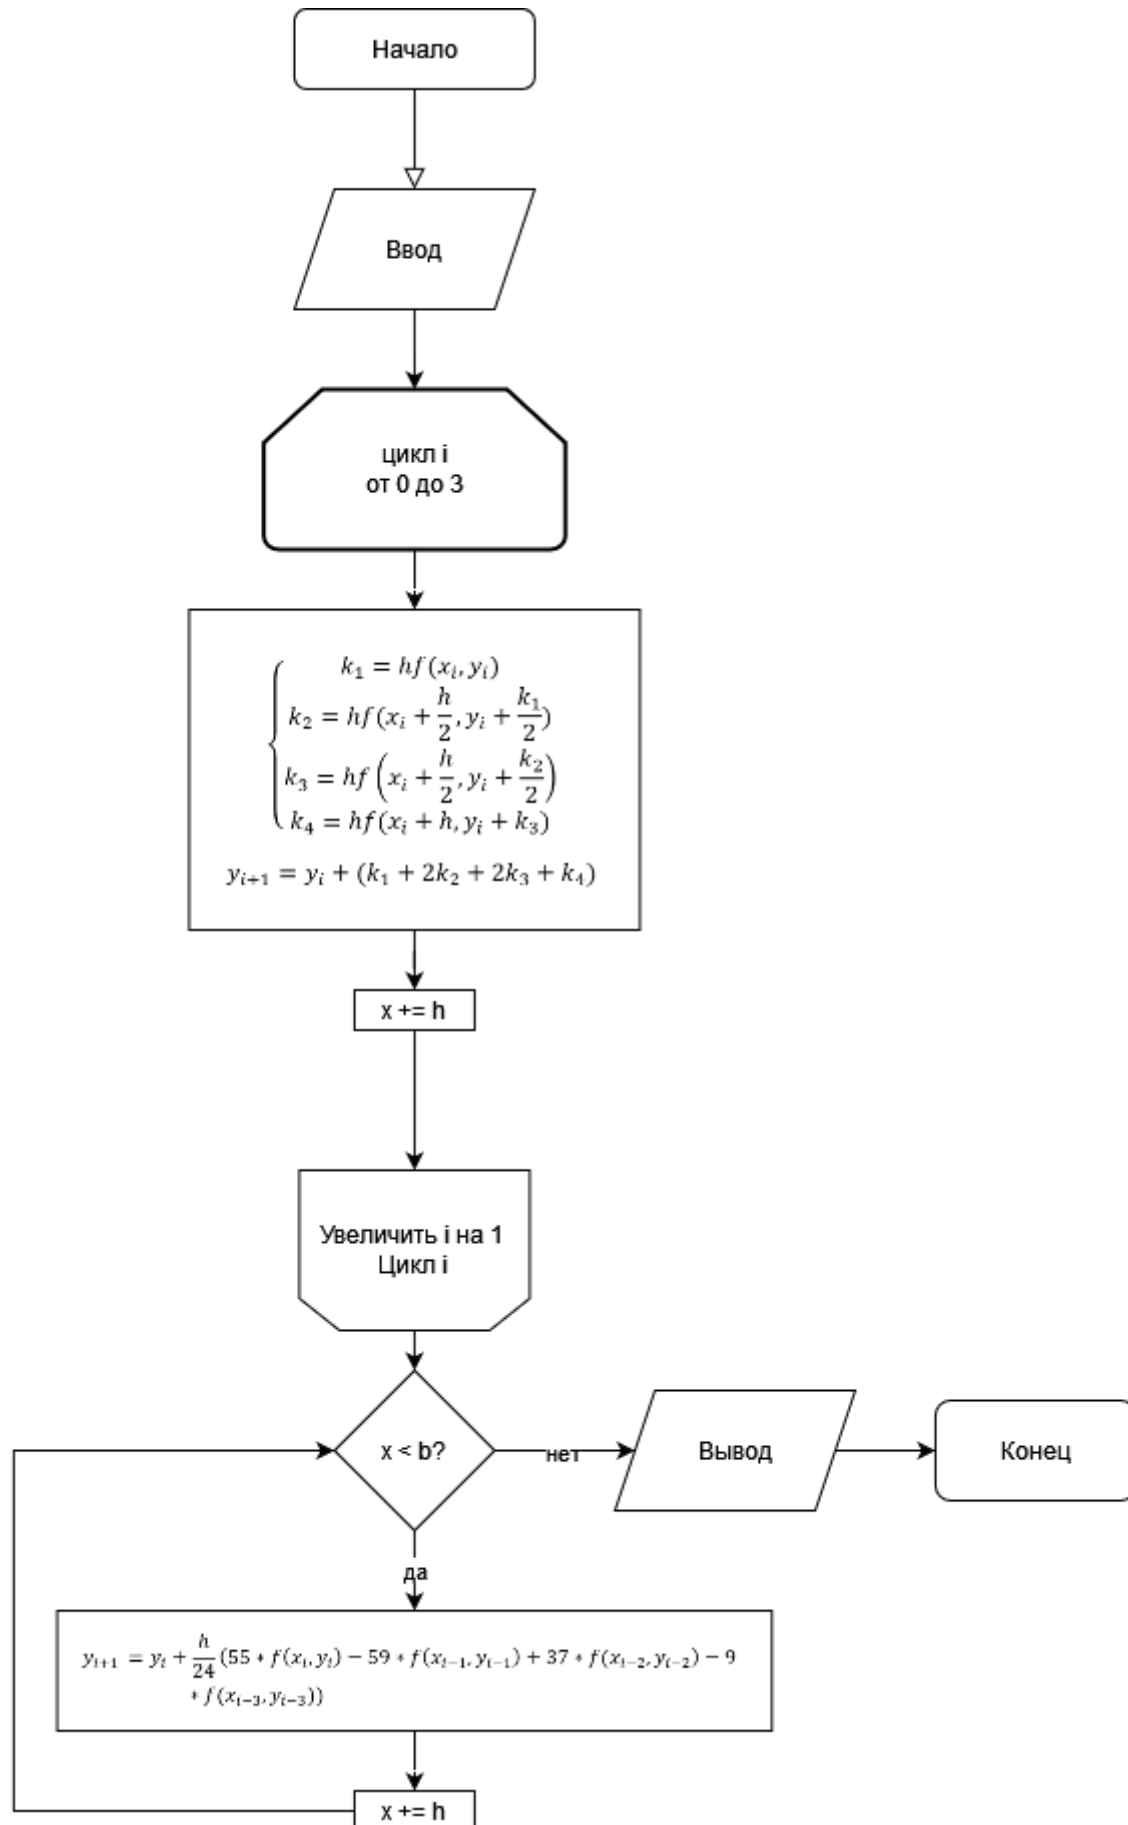 Начало
Ввод
цикл i
от 0 до 3
k₁ = hf(xᵢ, yᵢ)
k₂ = hf(xᵢ + h/2, yᵢ + k₁/2)
k₃ = hf(xᵢ + h/2, yᵢ + k₂/2)
k₄ = hf(xᵢ + h, yᵢ + k₃)
yᵢ₊₁ = yᵢ + (k₁ + 2k₂ + 2k₃ + k₄)
x += h
Увеличить i на 1
Цикл i
x < b?
нет
Вывод
Конец
да
yᵢ₊₁ = yᵢ + h/24 (55 * f(xᵢ, yᵢ) − 59 * f(xᵢ₋₁, yᵢ₋₁) + 37 * f(xᵢ₋₂, yᵢ₋₂) − 9
* f(xᵢ₋₃, yᵢ₋₃))
x += h